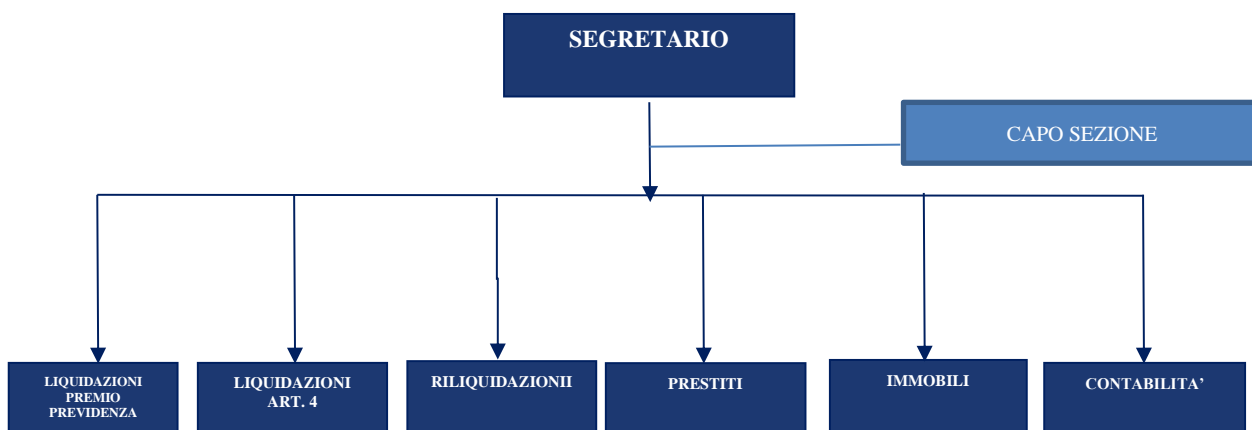 SEGRETARIO
CAPO SEZIONE
LIQUIDAZIONI
PREMIO
PREVIDENZA
LIQUIDAZIONI
ART. 4
RILIQUIDAZIONII
PRESTITI
IMMOBILI
CONTABILITA’